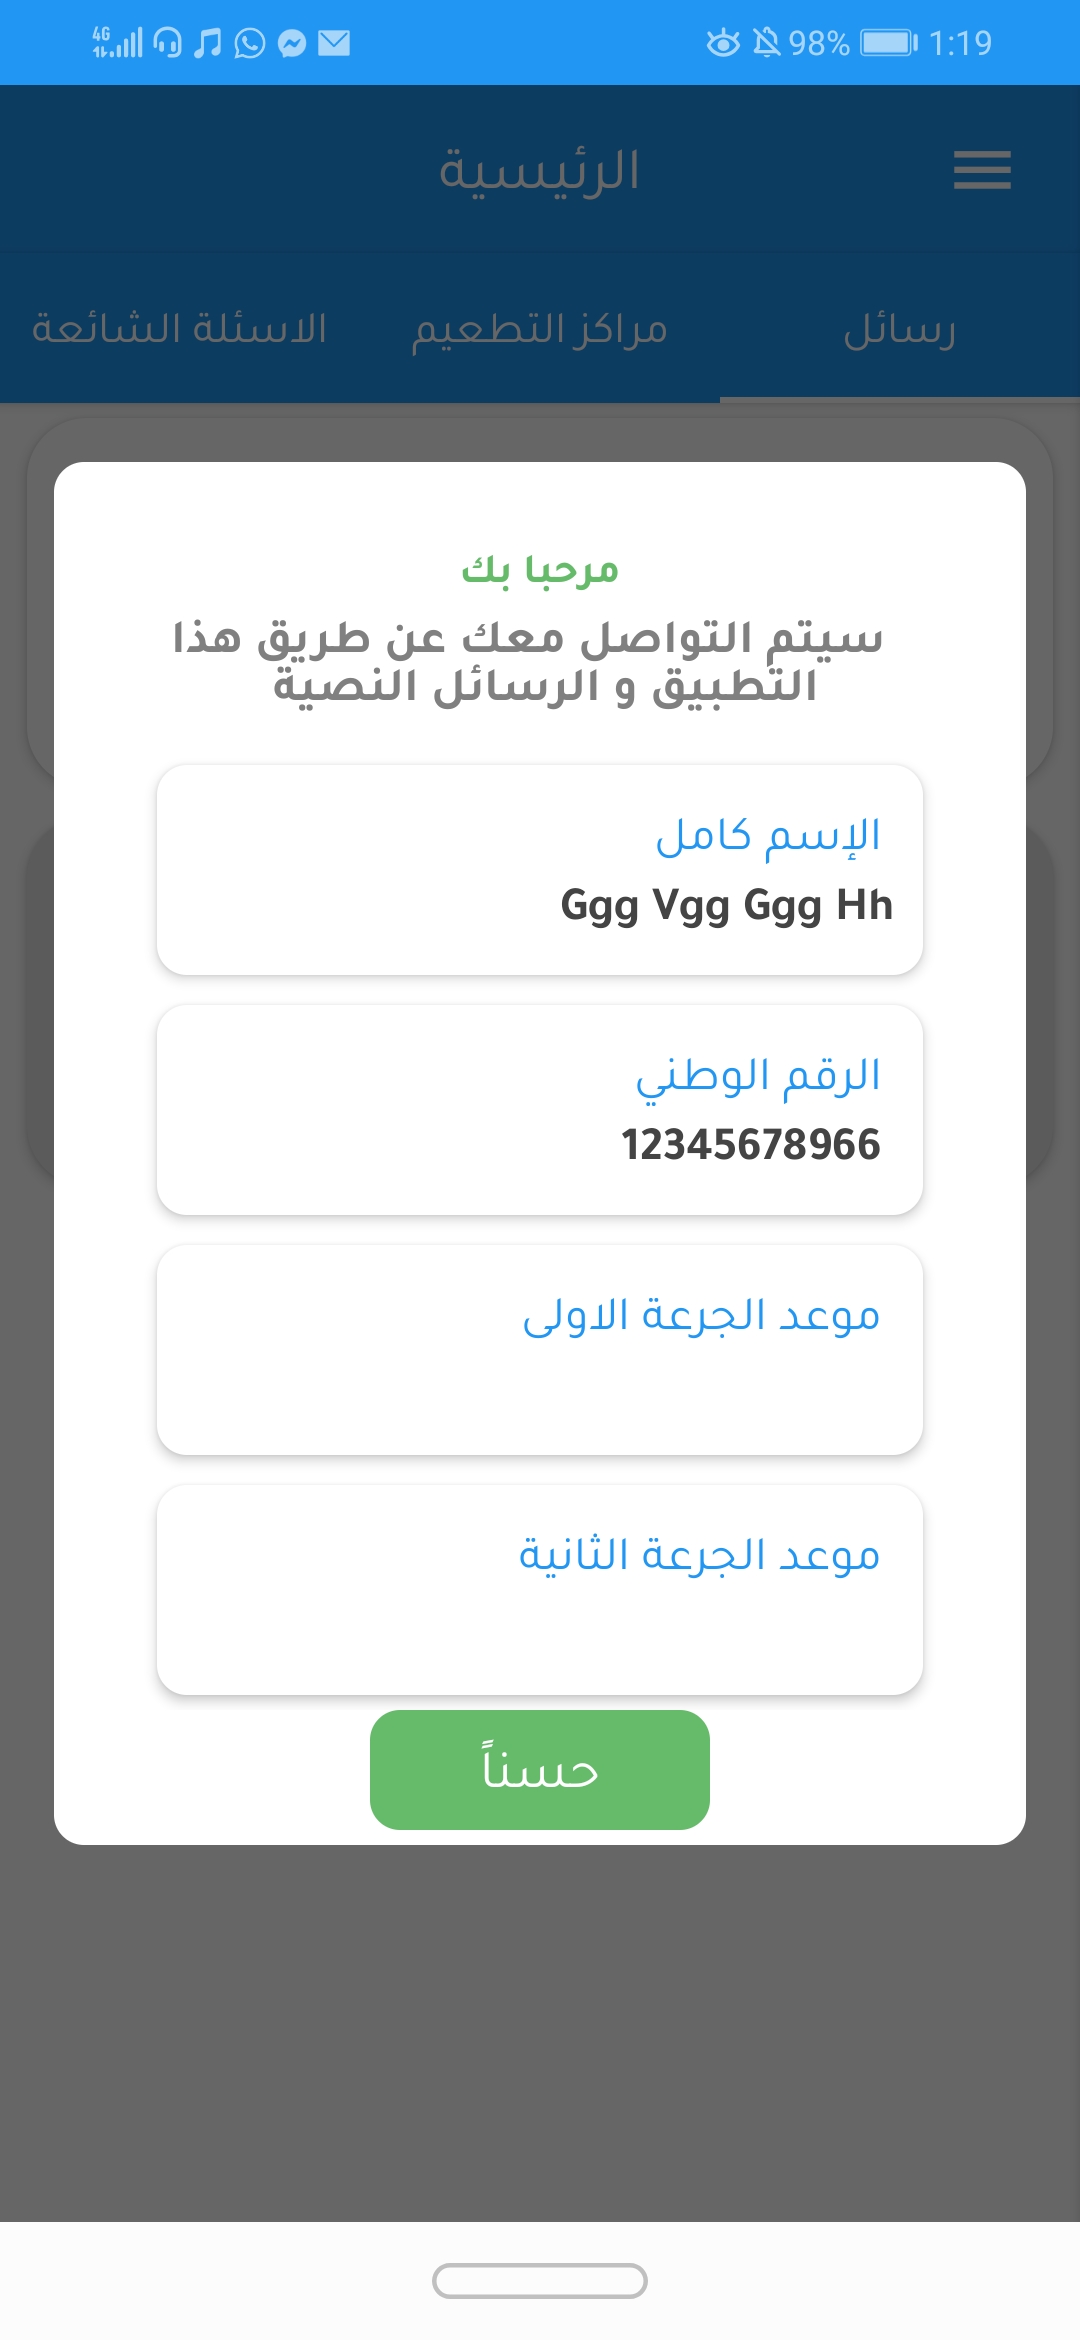 4G 98% 1:19
الرئيسية
رسائل مراكز التطعيم الاسئلة الشائعة
مرحبا بك
سيتم التواصل معك عن طريق هذا
التطبيق و الرسائل النصية
الإسم كامل
Ggg Vgg Ggg Hh
الرقم الوطني
12345678966
موعد الجرعة الاولى
موعد الجرعة الثانية
حسناً